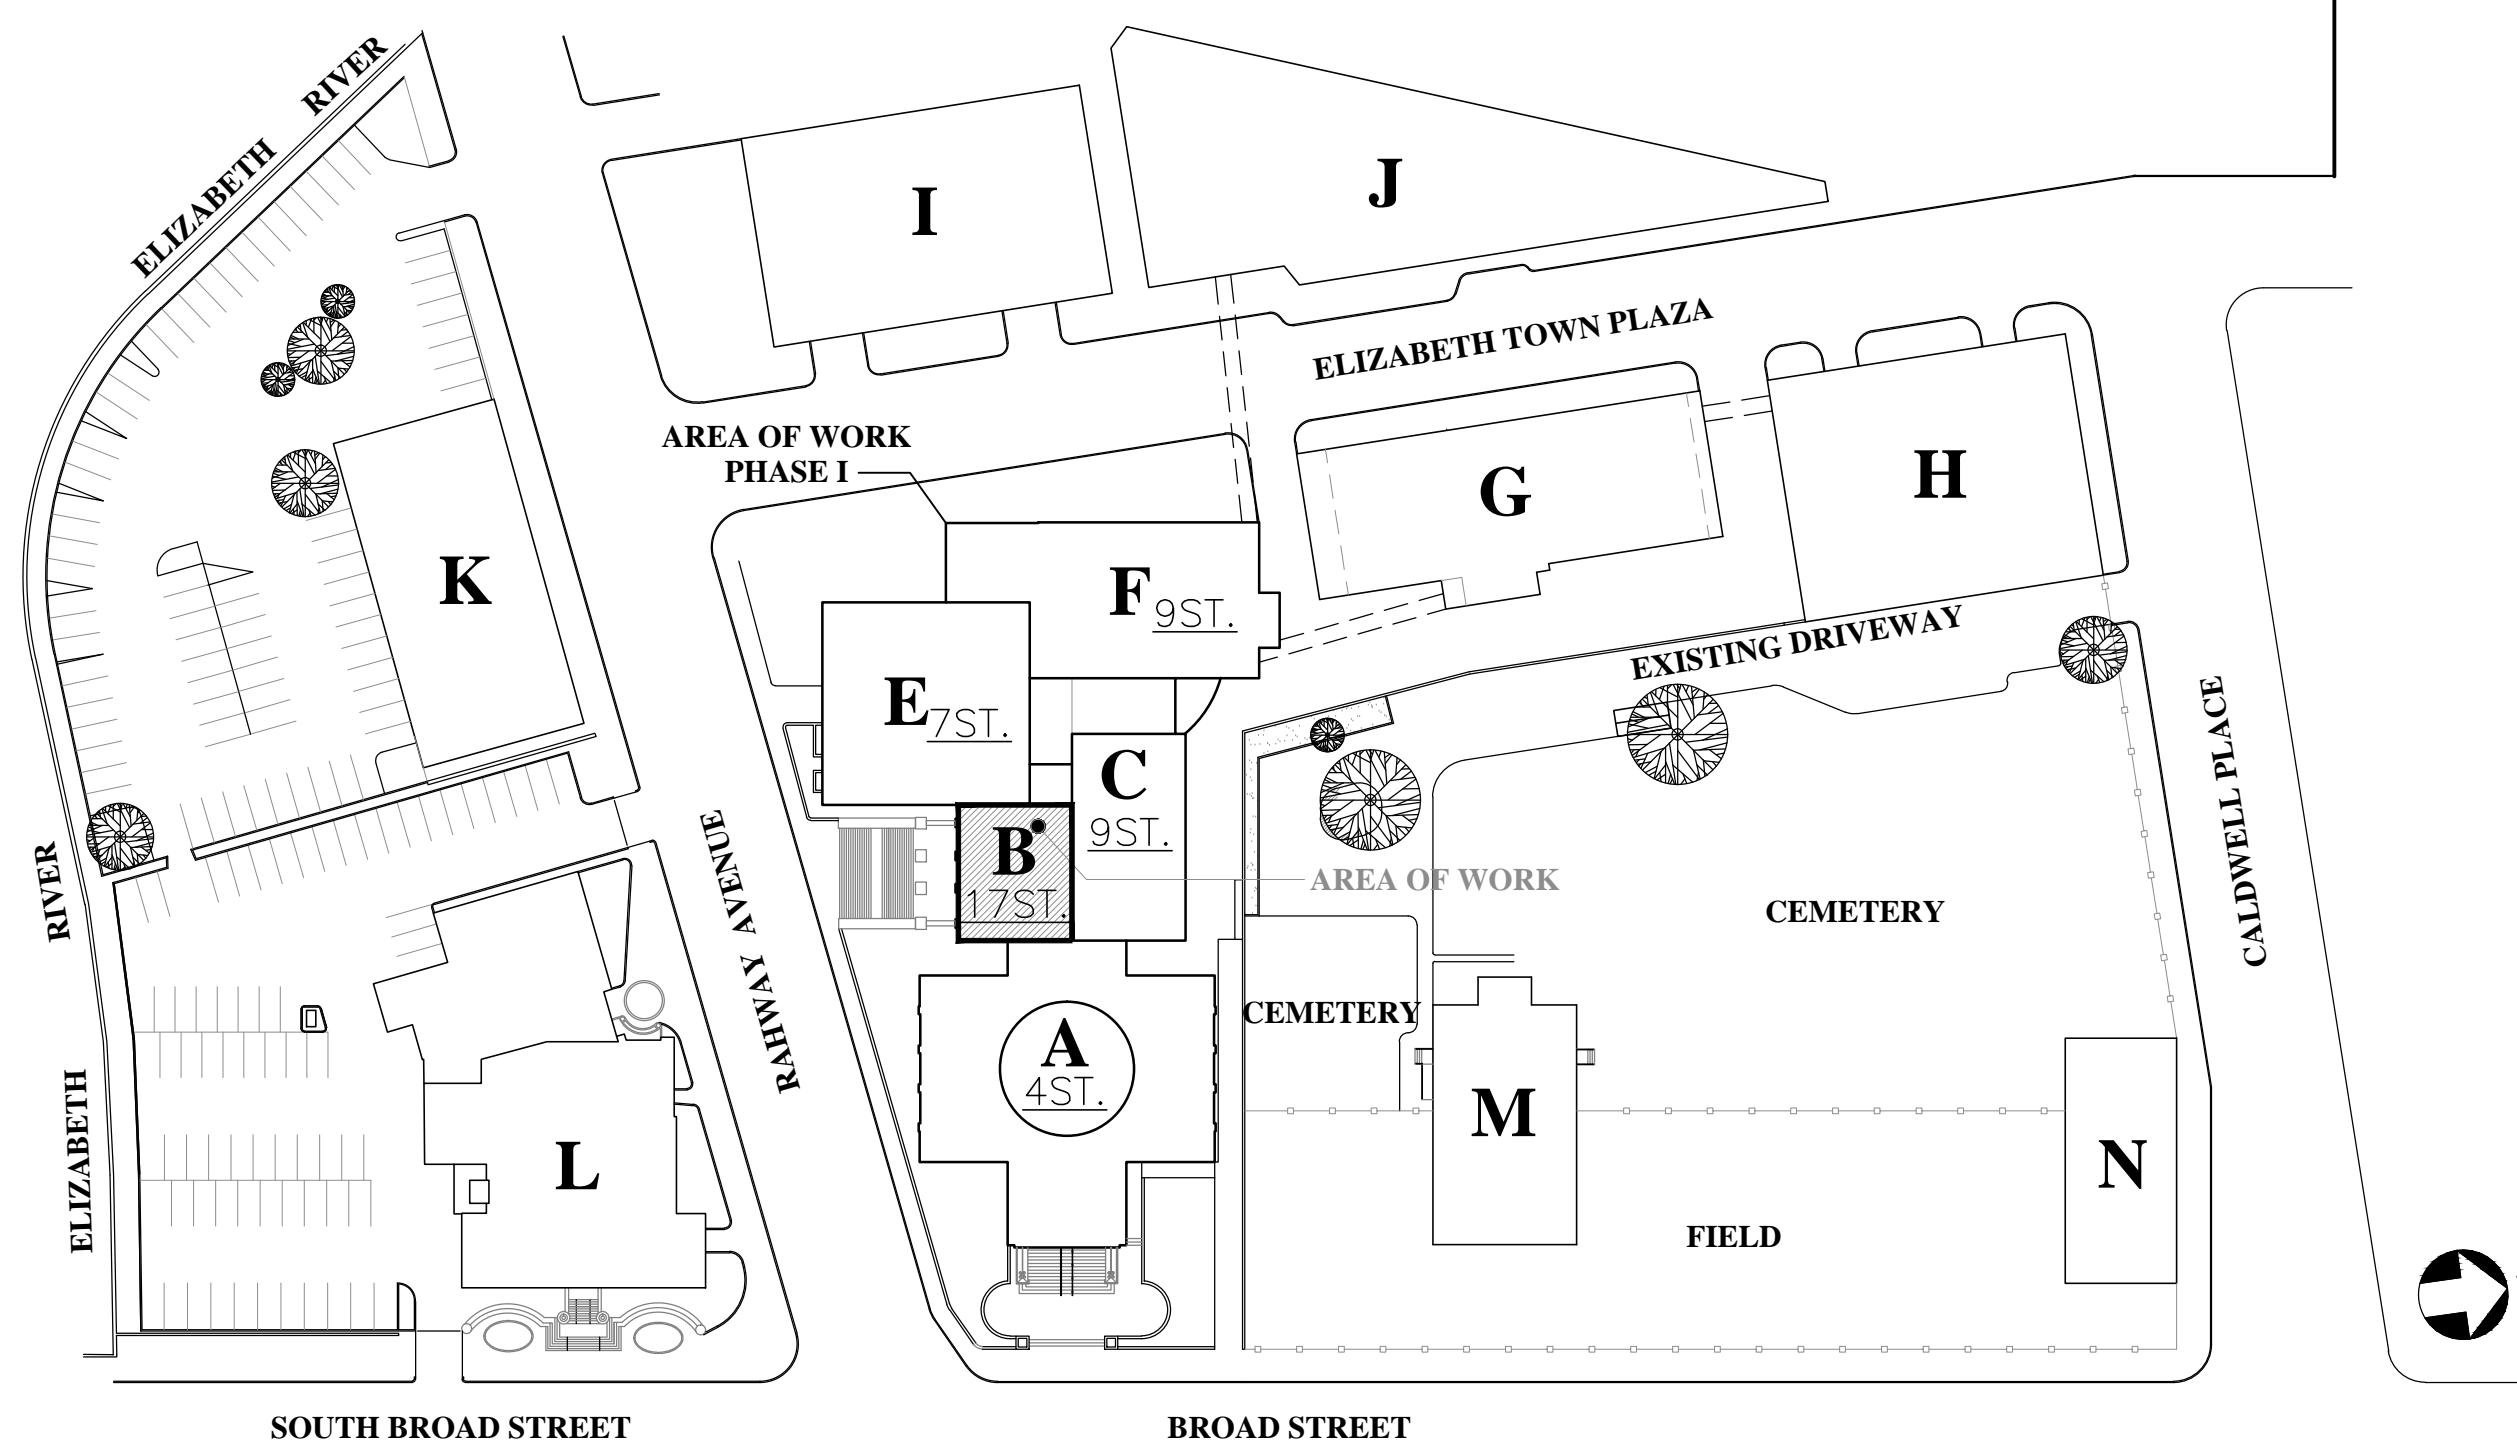 ELIZABETH RIVER
I
J
ELIZABETH TOWN PLAZA
AREA OF WORK
PHASE I
G
H
K
F 9ST.
E 7ST.
EXISTING DRIVEWAY
C
9ST.
B
17ST.
AREA OF WORK
RAHWAY AVENUE
CALDWELL PLACE
CEMETERY
CEMETERY
ELIZABETH RIVER
A
4ST.
M
N
L
FIELD
SOUTH BROAD STREET
BROAD STREET